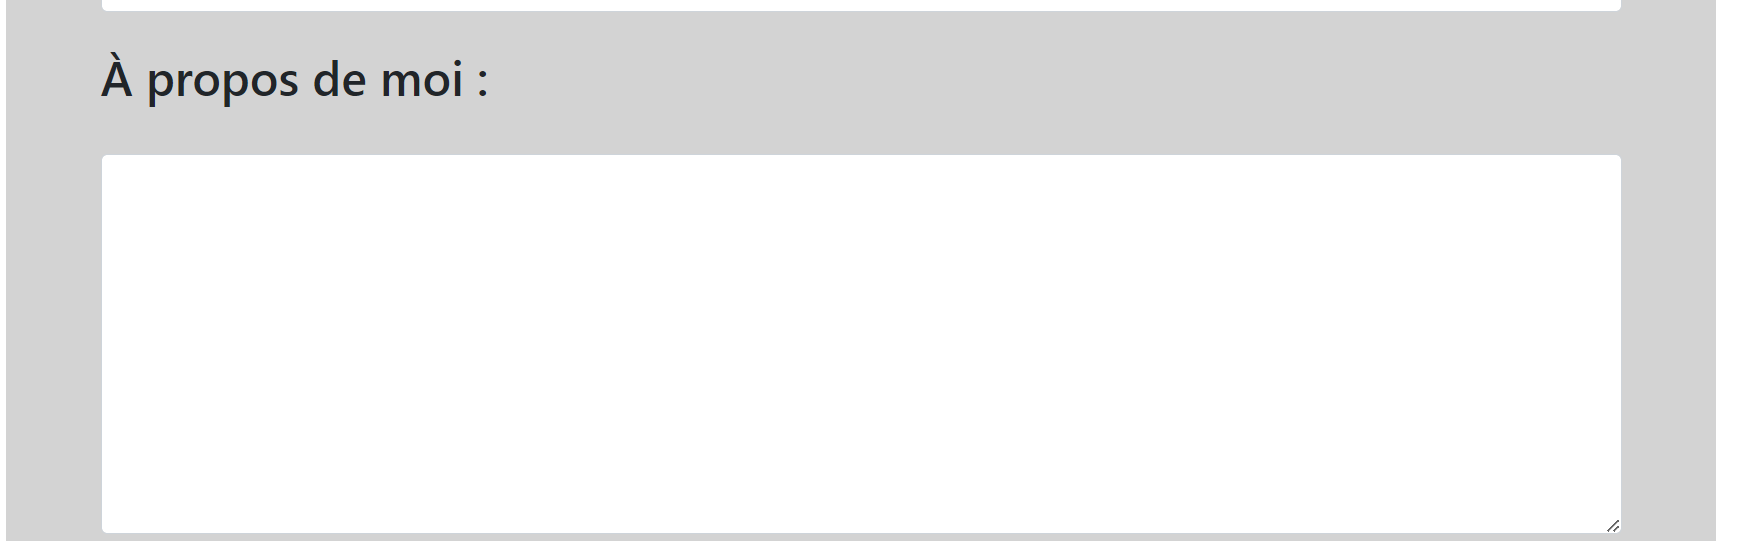 À propos de moi :